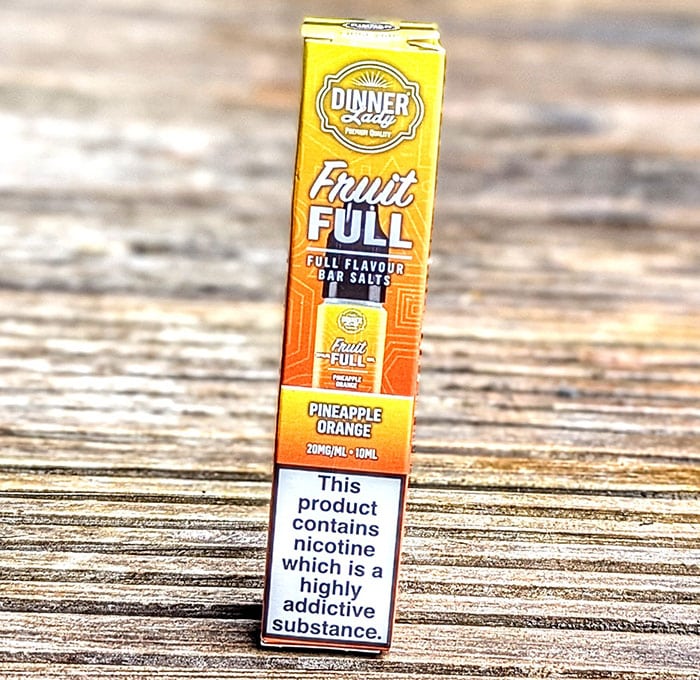 DINNER
Lady
PREMIUM QUALITY
Fruit
FULL
FULL FLAVOUR
BAR SALTS
Fruit
FULL
PINEAPPLE
ORANGE
PINEAPPLE
ORANGE
20MG/ML • 10ML
This
product
contains
nicotine
which is a
highly
addictive
substance.